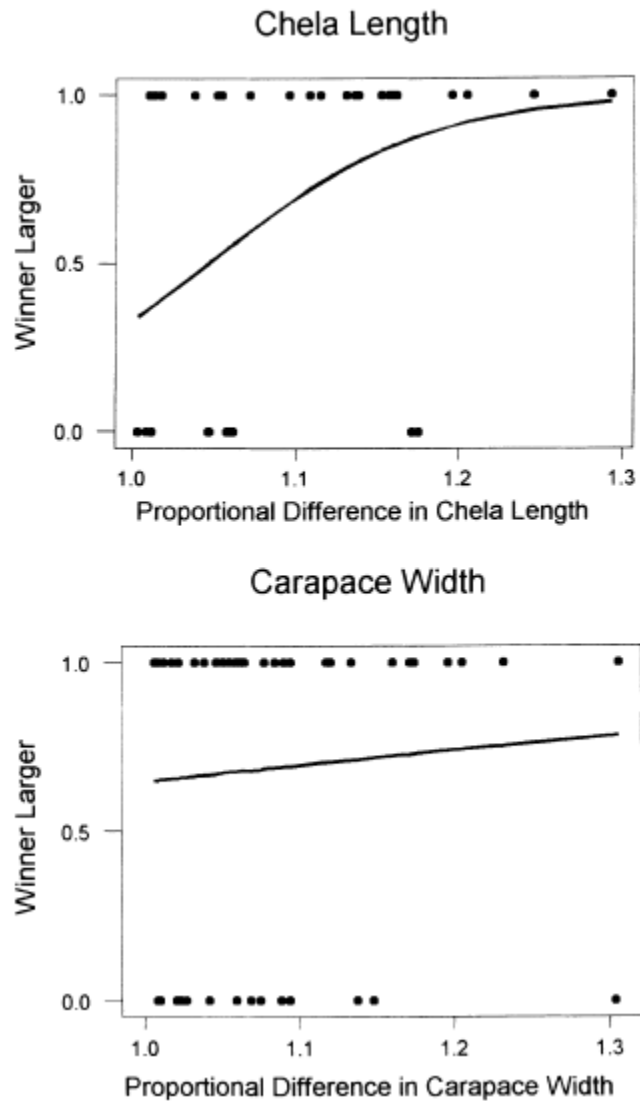 Chela Length
1.0
0.5
0.0
Winner Larger
1.0
1.1
1.2
1.3
Proportional Difference in Chela Length
Carapace Width
1.0
0.5
0.0
Winner Larger
1.0
1.1
1.2
1.3
Proportional Difference in Carapace Width